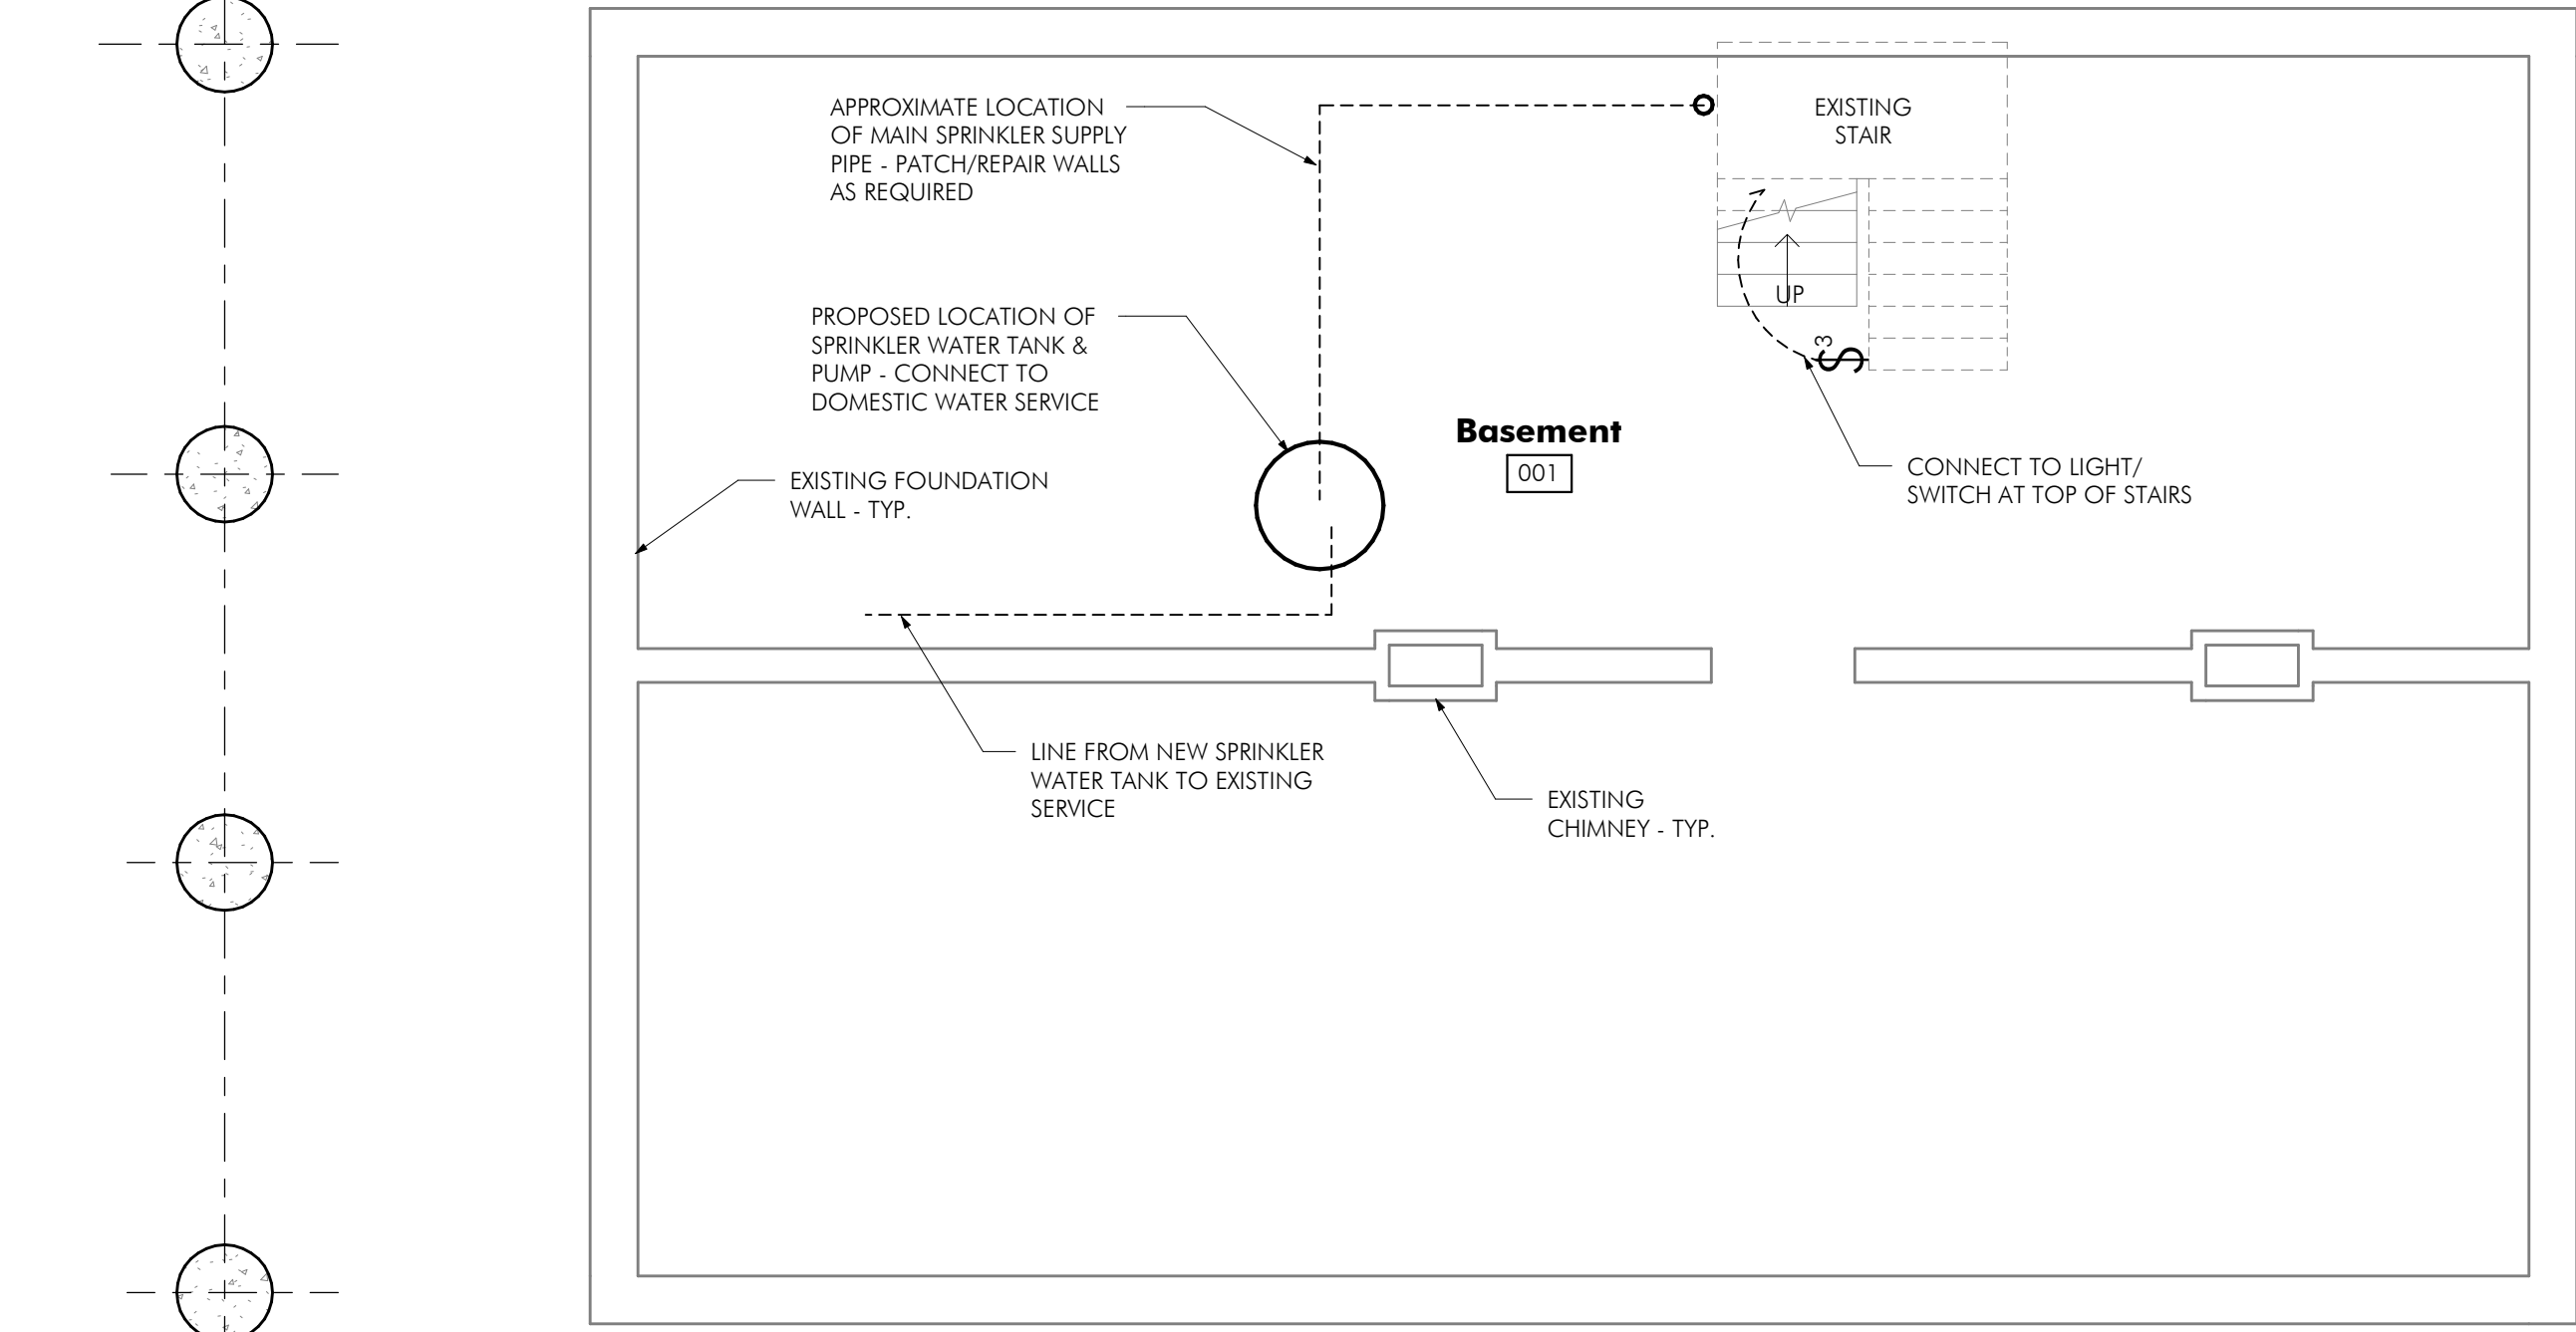 APPROXIMATE LOCATION
OF MAIN SPRINKLER SUPPLY
PIPE - PATCH/REPAIR WALLS
AS REQUIRED
EXISTING
STAIR
UP
PROPOSED LOCATION OF
SPRINKLER WATER TANK &
PUMP - CONNECT TO
DOMESTIC WATER SERVICE
$
3
Basement
001
CONNECT TO LIGHT/
SWITCH AT TOP OF STAIRS
EXISTING FOUNDATION
WALL - TYP.
LINE FROM NEW SPRINKLER
WATER TANK TO EXISTING
SERVICE
EXISTING
CHIMNEY - TYP.